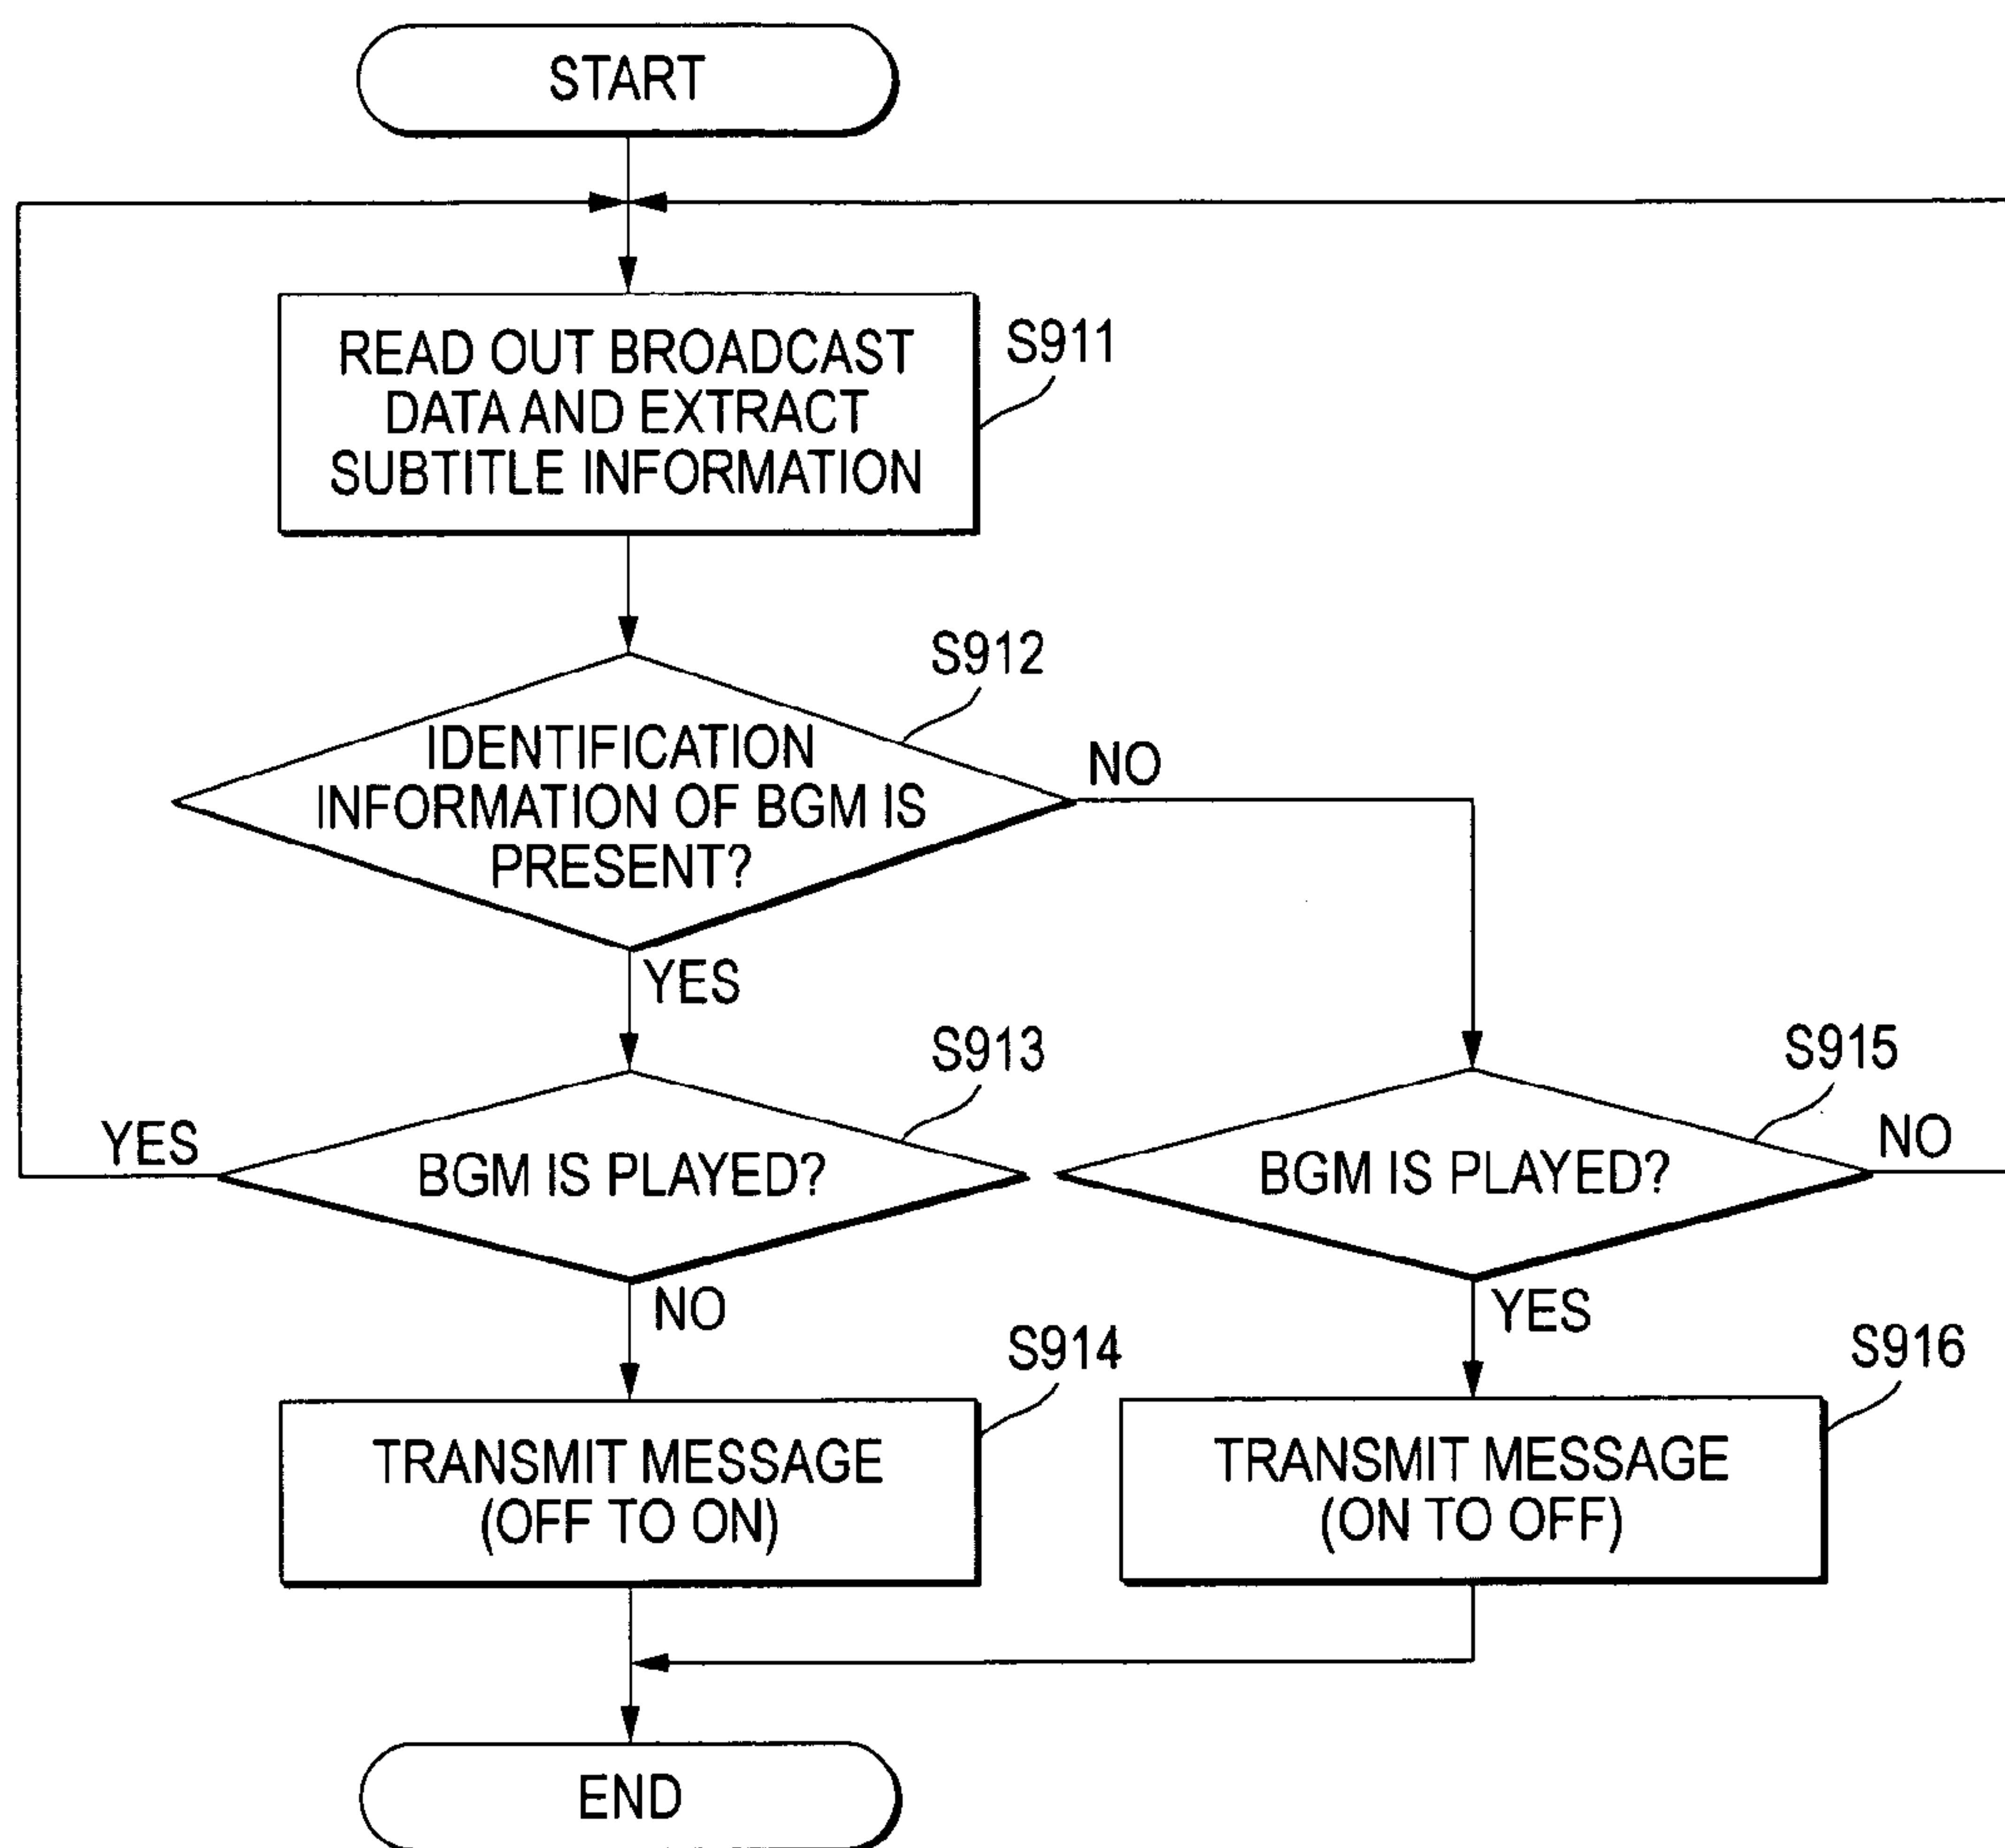 START
READ OUT BROADCAST
DATA AND EXTRACT
SUBTITLE INFORMATION
S911
S912
IDENTIFICATION
INFORMATION OF BGM IS
PRESENT?
NO
YES
S913
BGM IS PLAYED?
YES
NO
S915
BGM IS PLAYED?
NO
YES
S914
TRANSMIT MESSAGE
(OFF TO ON)
S916
TRANSMIT MESSAGE
(ON TO OFF)
END